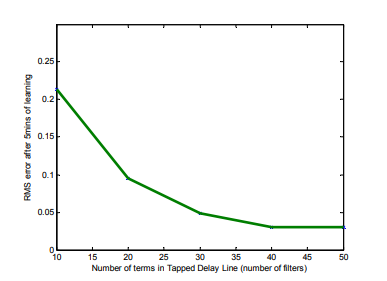 0.25
0.2
0.15
0.1
0.05
0
RMS error after 5mins of learning
10 15 20 25 30 35 40 45 50
Number of terms in Tapped Delay Line (number of filters)